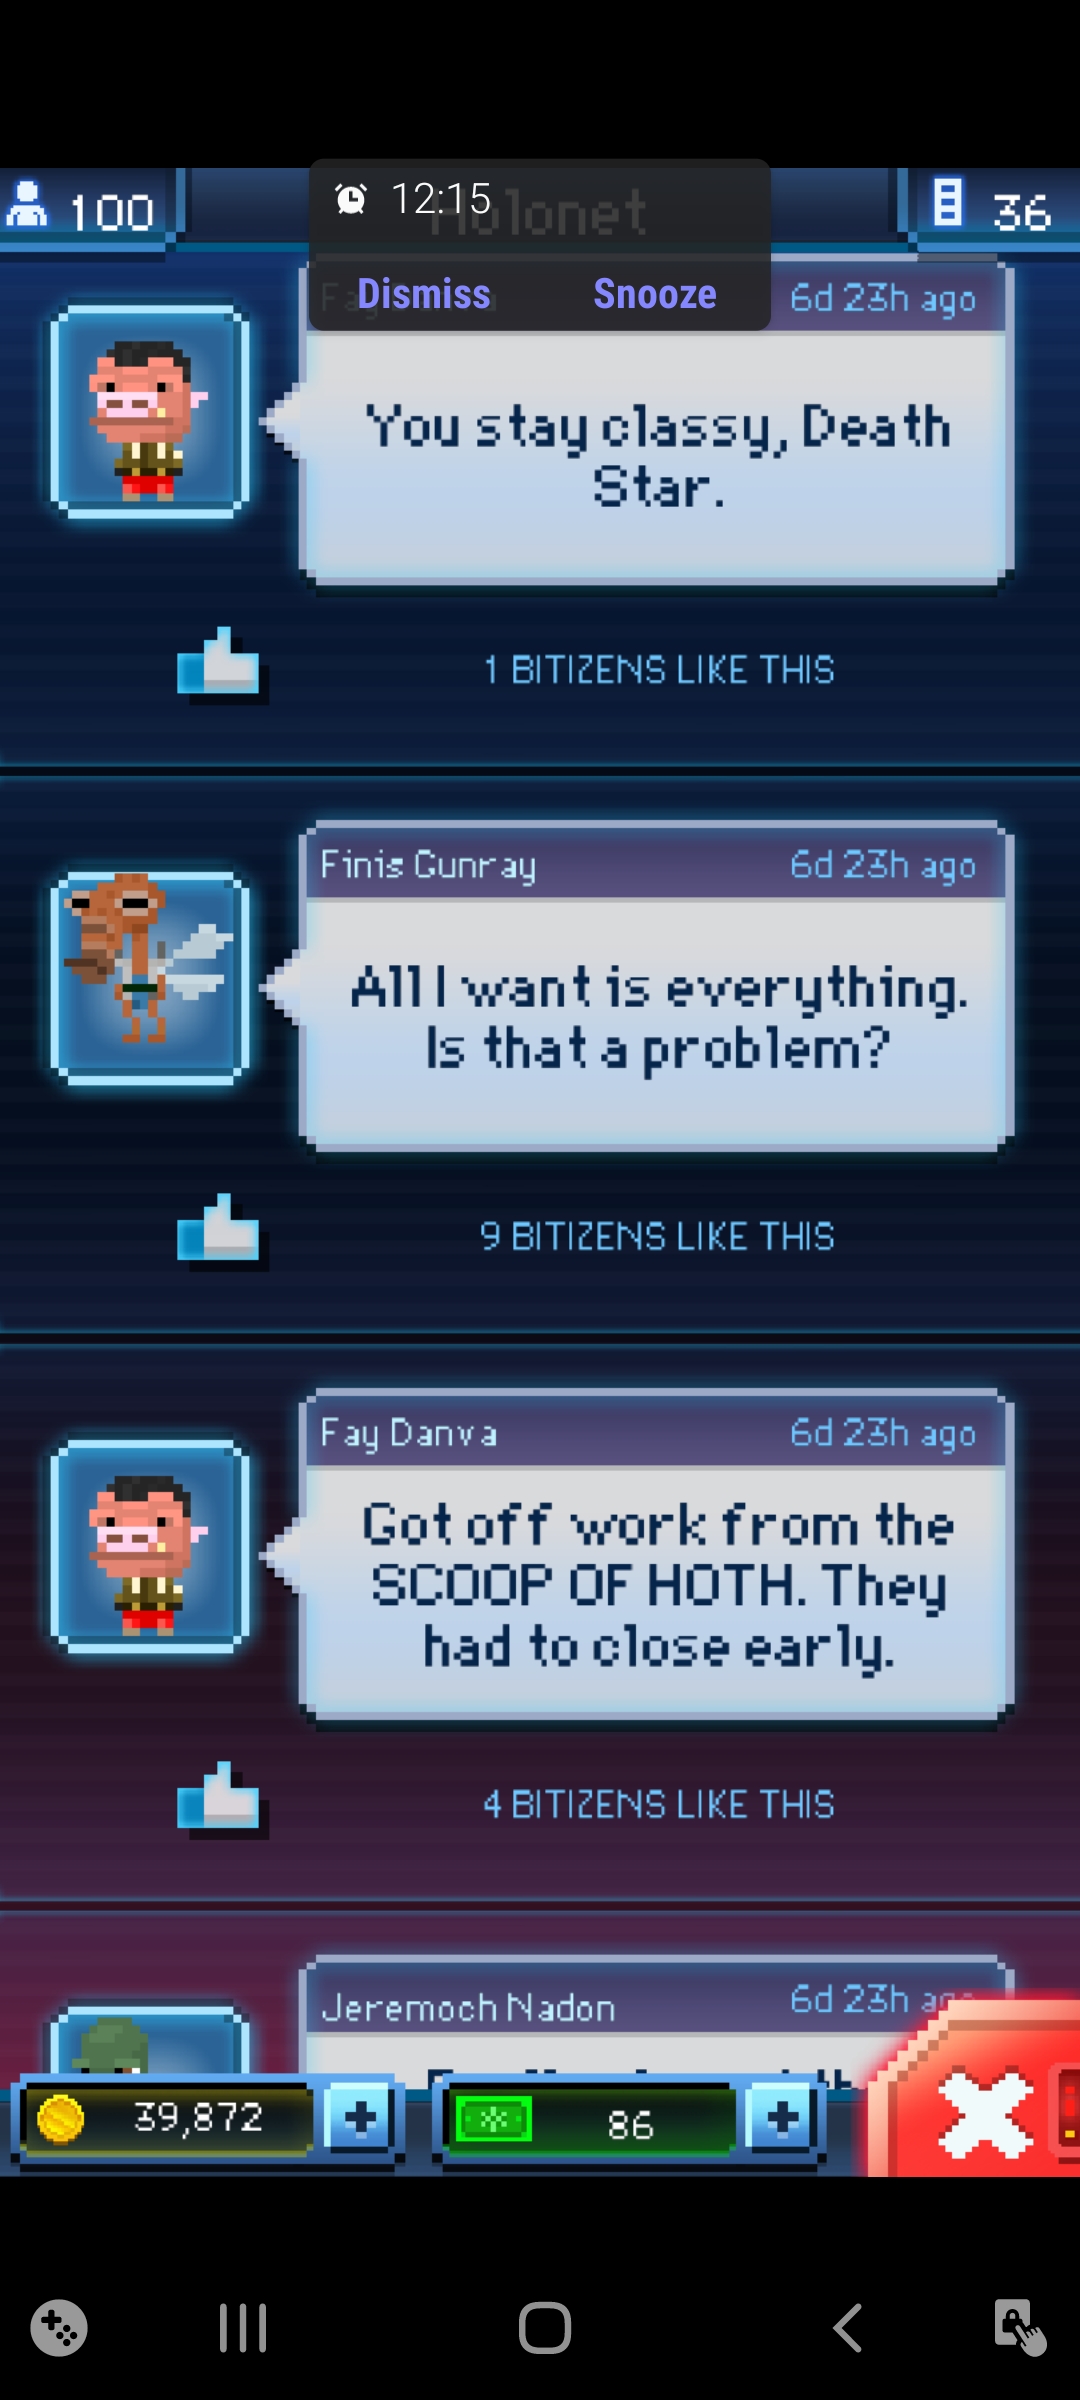 12:15
100
Holonet
36
Dismiss
Snooze
6d 23h ago
You stay classy, Death
Star.
1 BITIZENS LIKE THIS
Finis Gunray
6d 23h ago
All I want is everything.
Is that a problem?
9 BITIZENS LIKE THIS
Fay Danva
6d 23h ago
Got off work from the
SCOOP OF HOTH. They
had to close early.
4 BITIZENS LIKE THIS
Jeremoch Nadon
6d 23h ago
39,872
86